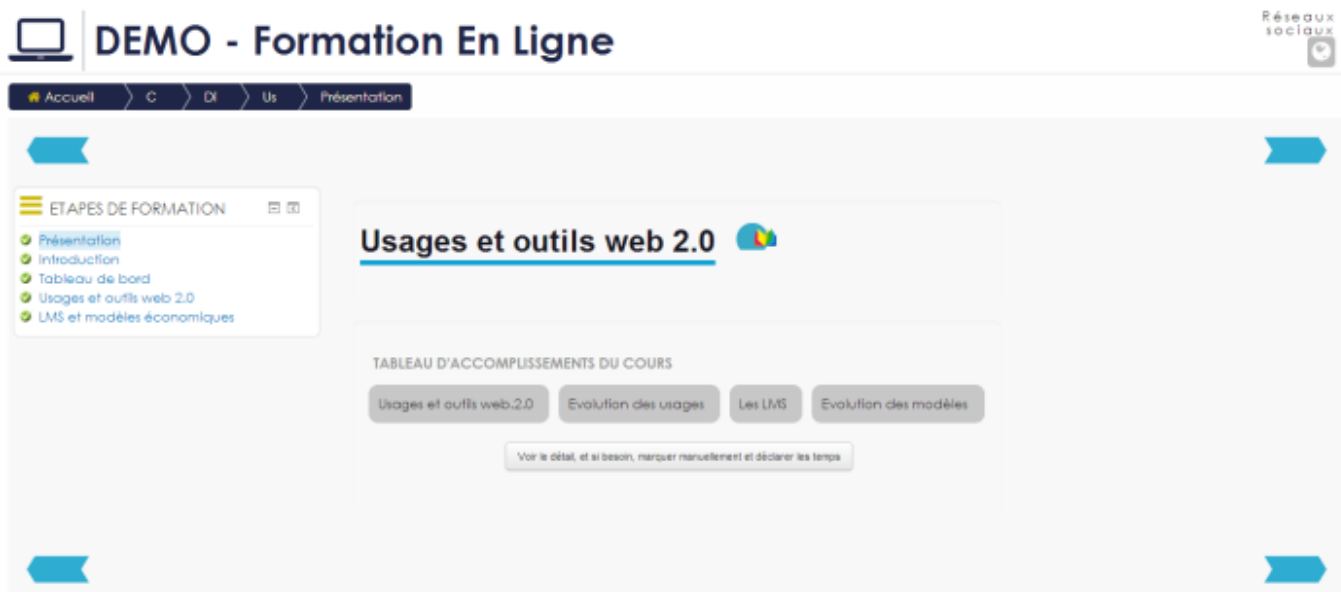 Réseaux
sociaux
DEMO - Formation En Ligne
Accueil C DI Us Présentation
ETAPES DE FORMATION
Présentation
Introduction
Tableau de bord
Usages et outils web 2.0
LMS et modèles économiques
Usages et outils web 2.0
TABLEAU D'ACCOMPLISSEMENTS DU COURS
Usages et outils web.2.0 Evolution des usages Les LMS Evolution des modèles
Voir le détail, et si besoin, marquer manuellement et déclarer les temps